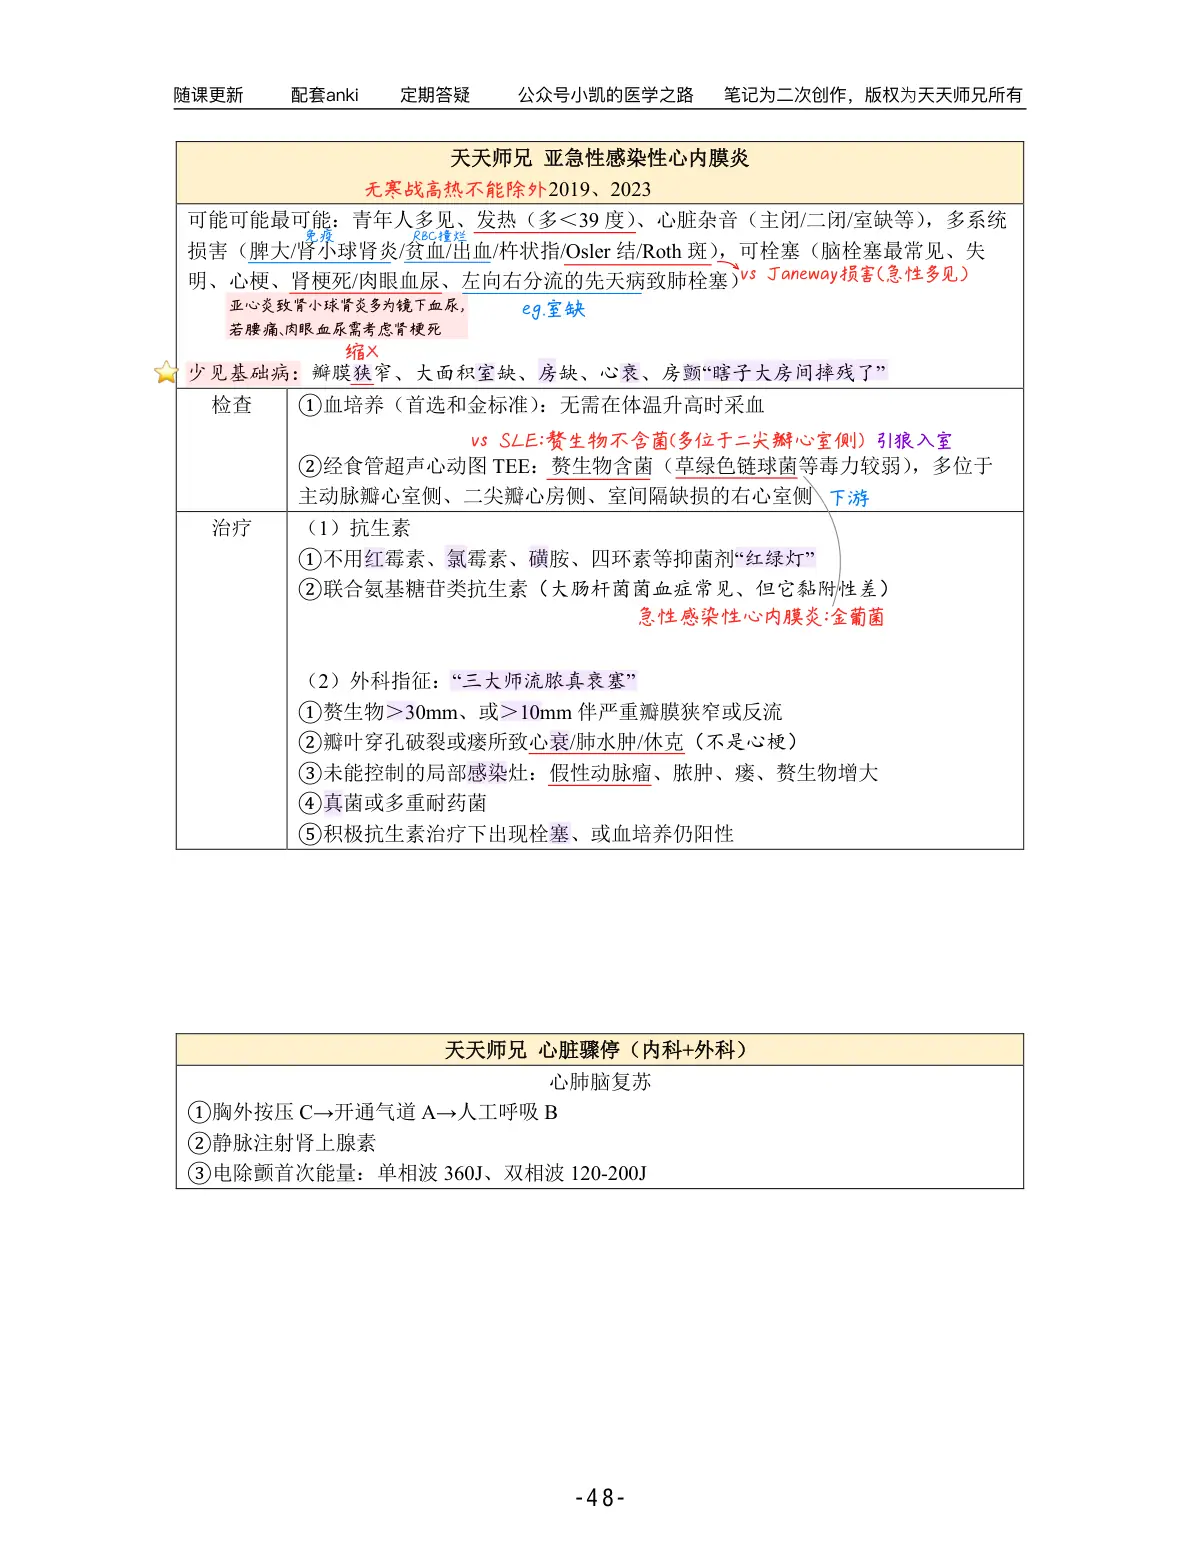 随课更新 配套anki 定期答疑 公众号小凯的医学之路 笔记为二次创作，版权为天天师兄所有
天天师兄 亚急性感染性心内膜炎
无寒战高热不能除外2019、2023
可能可能最可能：青年人多见、发热（多＜39 度）、心脏杂音（主闭/二闭/室缺等），多系统
免疫 RBC撞烂
损害（脾大/肾小球肾炎/贫血/出血/杵状指/Osler 结/Roth 斑），可栓塞（脑栓塞最常见、失
vs Janeway损害(急性多见)
明、心梗、肾梗死/肉眼血尿、左向右分流的先天病致肺栓塞）
亚心炎致肾小球肾炎多为镜下血尿，
eg.室缺
若腰痛、肉眼血尿需考虑肾梗死
缩X
少见基础病：瓣膜狭窄、大面积室缺、房缺、心衰、房颤“瞎子大房间摔残了”
检查 ①血培养（首选和金标准）：无需在体温升高时采血
vs SLE:赘生物不含菌(多位于二尖瓣心室侧) 引狼入室
②经食管超声心动图 TEE：赘生物含菌（草绿色链球菌等毒力较弱），多位于
主动脉瓣心室侧、二尖瓣心房侧、室间隔缺损的右心室侧 下游
治疗 （1）抗生素
①不用红霉素、氯霉素、磺胺、四环素等抑菌剂“红绿灯”
②联合氨基糖苷类抗生素（大肠杆菌菌血症常见、但它黏附性差）
急性感染性心内膜炎:金葡菌
（2）外科指征：“三大师流脓真衰塞”
①赘生物＞30mm、或＞10mm 伴严重瓣膜狭窄或反流
②瓣叶穿孔破裂或瘘所致心衰/肺水肿/休克（不是心梗）
③未能控制的局部感染灶：假性动脉瘤、脓肿、瘘、赘生物增大
④真菌或多重耐药菌
⑤积极抗生素治疗下出现栓塞、或血培养仍阳性
天天师兄 心脏骤停（内科+外科）
心肺脑复苏
①胸外按压 C→开通气道 A→人工呼吸 B
②静脉注射肾上腺素
③电除颤首次能量：单相波 360J、双相波 120-200J
-48-